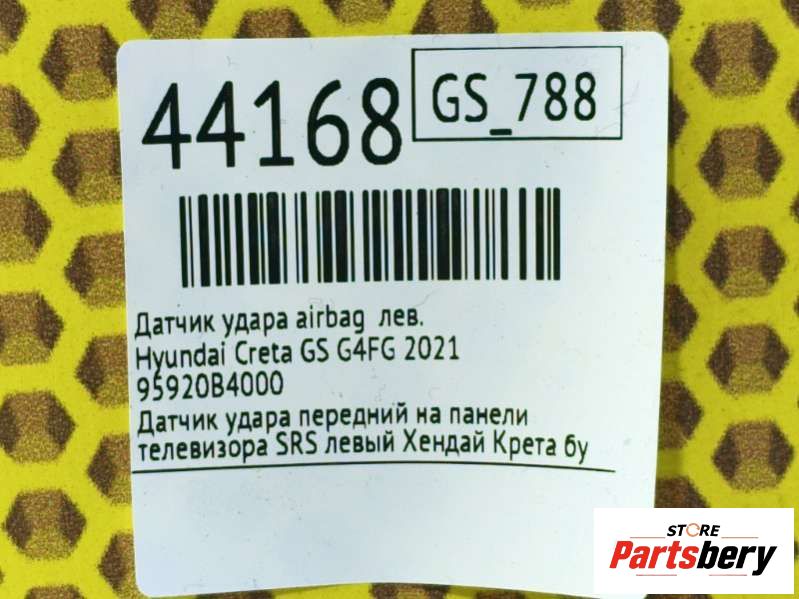 44168
GS_788
Датчик удара airbag лев.
Hyundai Creta GS G4FG 2021
95920B4000
Датчик удара передний на панели
телевизора SRS левый Хендай Крета бу
STORE
Partsbery